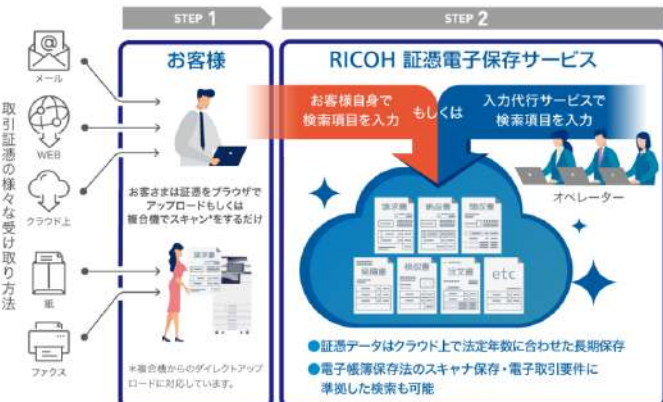 STEP 1
STEP 2
取引証憑の様々な受け取り方法
メール
WEB
クラウド上
紙
ファクス
お客様
お客さまは証憑をブラウザで
アップロードもしくは
複合機でスキャン*をするだけ
請求書
*複合機からのダイレクトアップ
ロードに対応しています。
RICOH 証憑電子保存サービス
お客様自身で
検索項目を入力
もしくは
入力代行サービスで
検索項目を入力
オペレーター
請求書
納品書
領収書
見積書
検収書
注文書
etc
●証憑データはクラウド上で法定年数に合わせた長期保存
●電子帳簿保存法のスキャナ保存・電子取引要件に
準拠した検索も可能